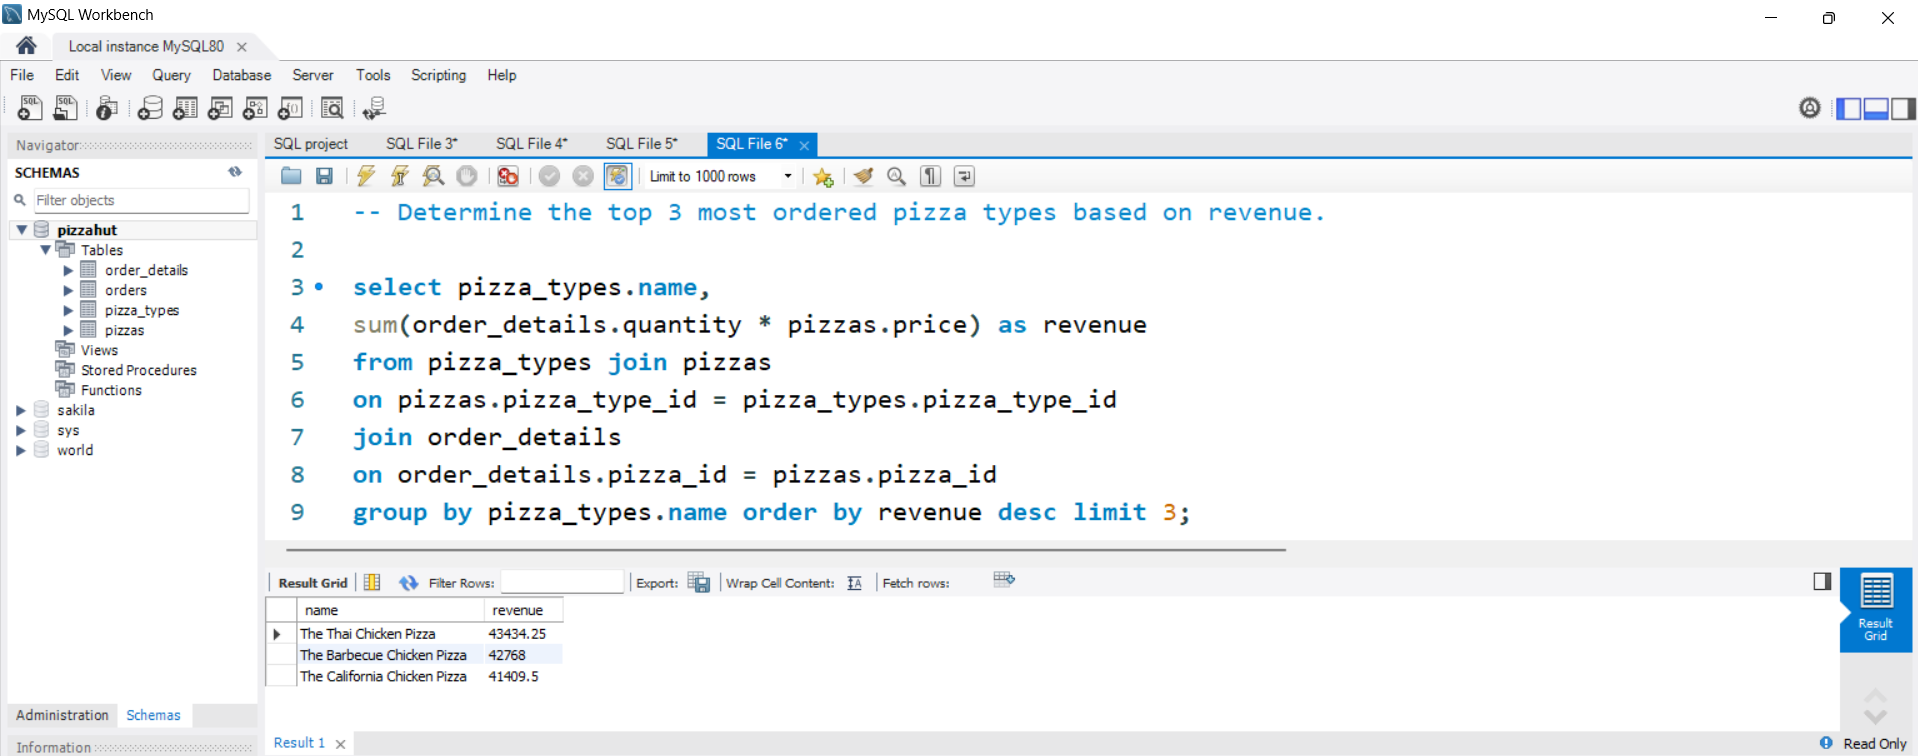 MySQL Workbench
Local instance MySQL80
File Edit View Query Database Server Tools Scripting Help
Navigator
SCHEMAS
Filter objects
pizzahut
Tables
order_details
orders
pizza_types
pizzas
Views
Stored Procedures
Functions
sakila
sys
world
Administration Schemas
Information
SQL project SQL File 3* SQL File 4* SQL File 5* SQL File 6*
Limit to 1000 rows
1 -- Determine the top 3 most ordered pizza types based on revenue.
2
3 select pizza_types.name,
4 sum(order_details.quantity * pizzas.price) as revenue
5 from pizza_types join pizzas
6 on pizzas.pizza_type_id = pizza_types.pizza_type_id
7 join order_details
8 on order_details.pizza_id = pizzas.pizza_id
9 group by pizza_types.name order by revenue desc limit 3;
Result Grid Filter Rows: Export: Wrap Cell Content: Fetch rows:
name revenue
The Thai Chicken Pizza 43434.25
The Barbecue Chicken Pizza 42768
The California Chicken Pizza 41409.5
Result
Grid
Result 1
Read Only